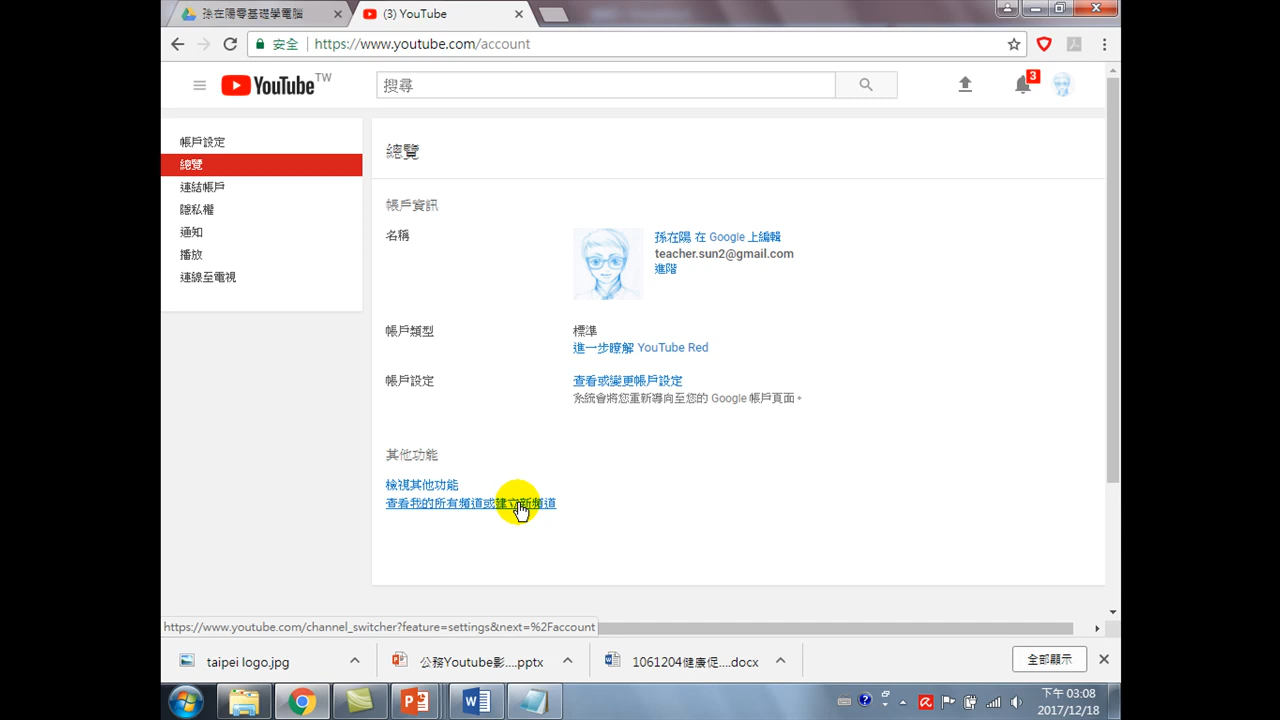 孫在陽零基礎學電腦
(3) YouTube
安全
https://www.youtube.com/account
YouTube TW
搜尋
3
帳戶設定
總覽
連結帳戶
隱私權
通知
播放
連線至電視
總覽
帳戶資訊
名稱
孫在陽 在 Google 上編輯
teacher.sun2@gmail.com
進階
帳戶類型
標準
進一步瞭解 YouTube Red
帳戶設定
查看或變更帳戶設定
系統會將您重新導向至您的 Google 帳戶頁面。
其他功能
檢視其他功能
查看我的所有頻道或建立新頻道
https://www.youtube.com/channel_switcher?feature=settings&next=%2Faccount
taipei logo.jpg
公務Youtube影....pptx
1061204健康促....docx
全部顯示
下午 03:08
2017/12/18